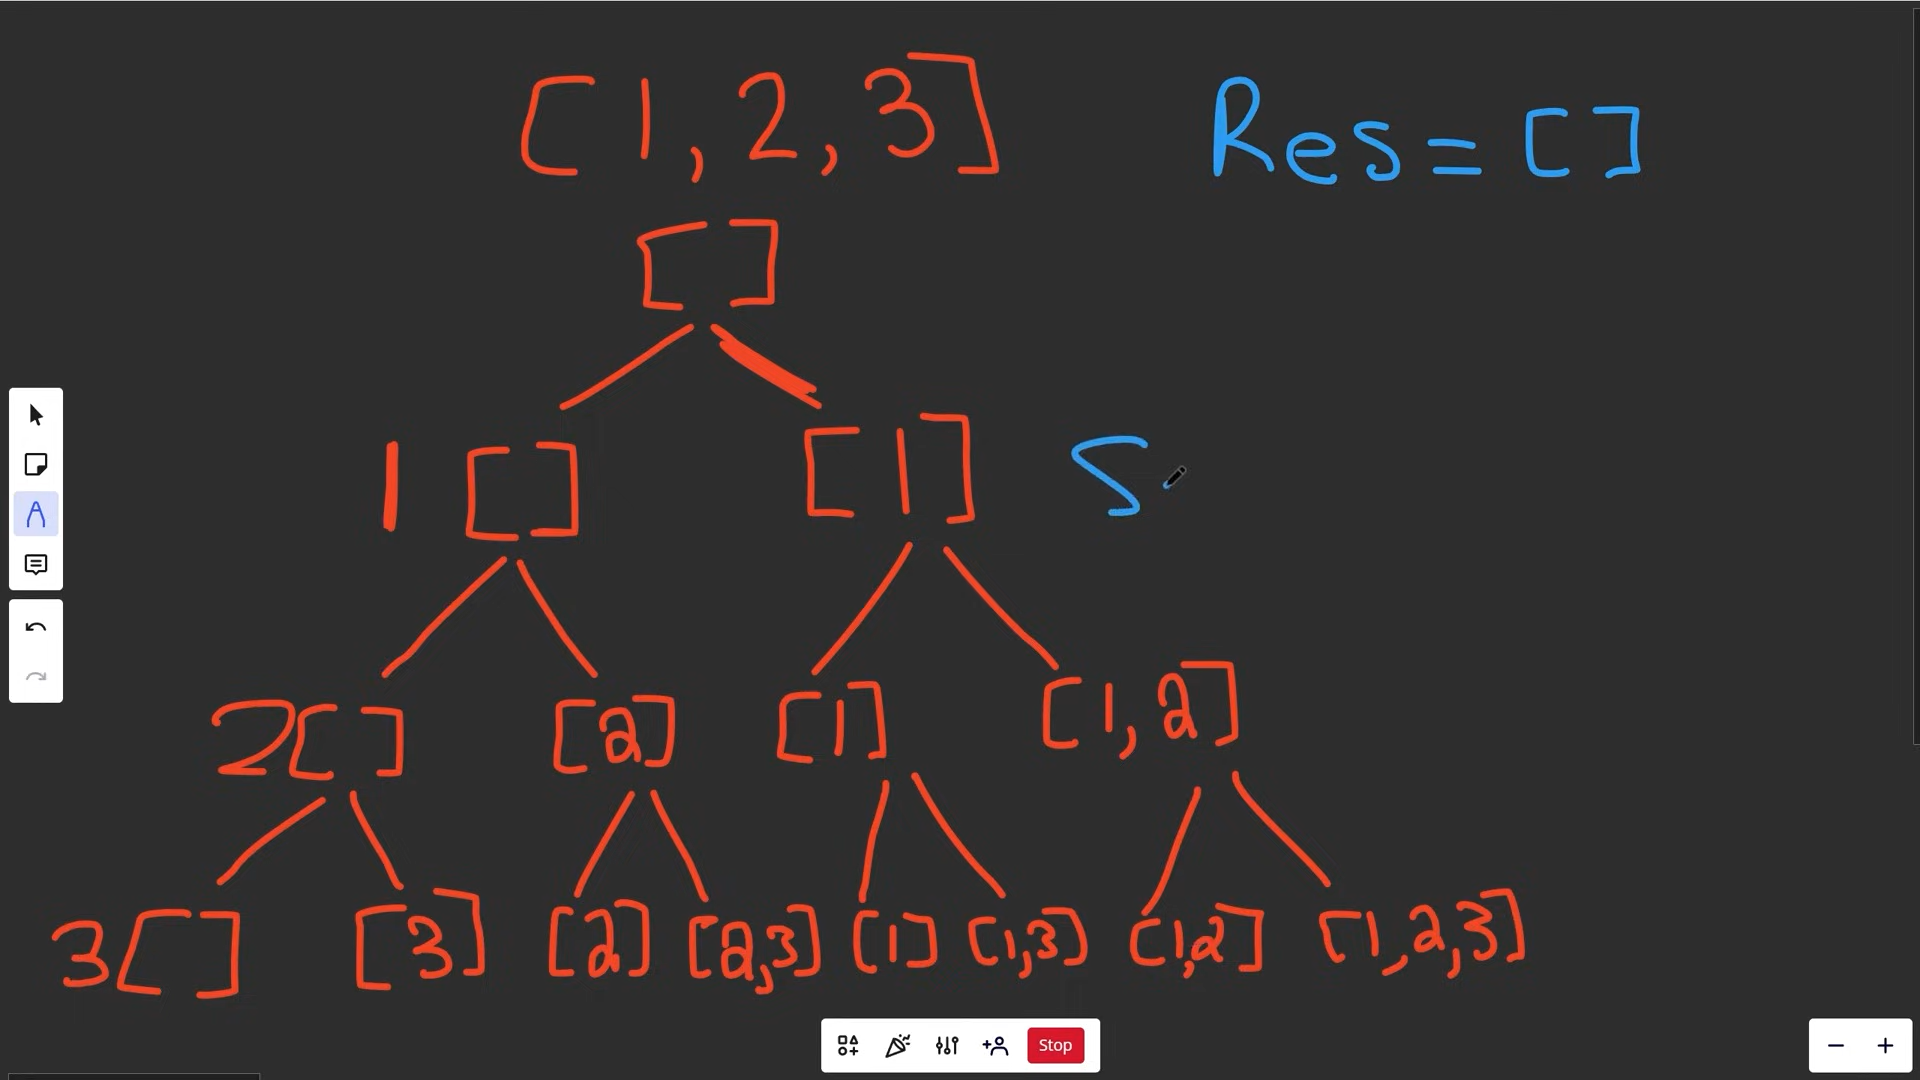 [1,2,3] Res=[]
[]
1 [] [1] S
2[] [2] [1] [1,2]
3[] [3] [2] [2,3] [1] [1,3] [1,2] [1,2,3]
Stop